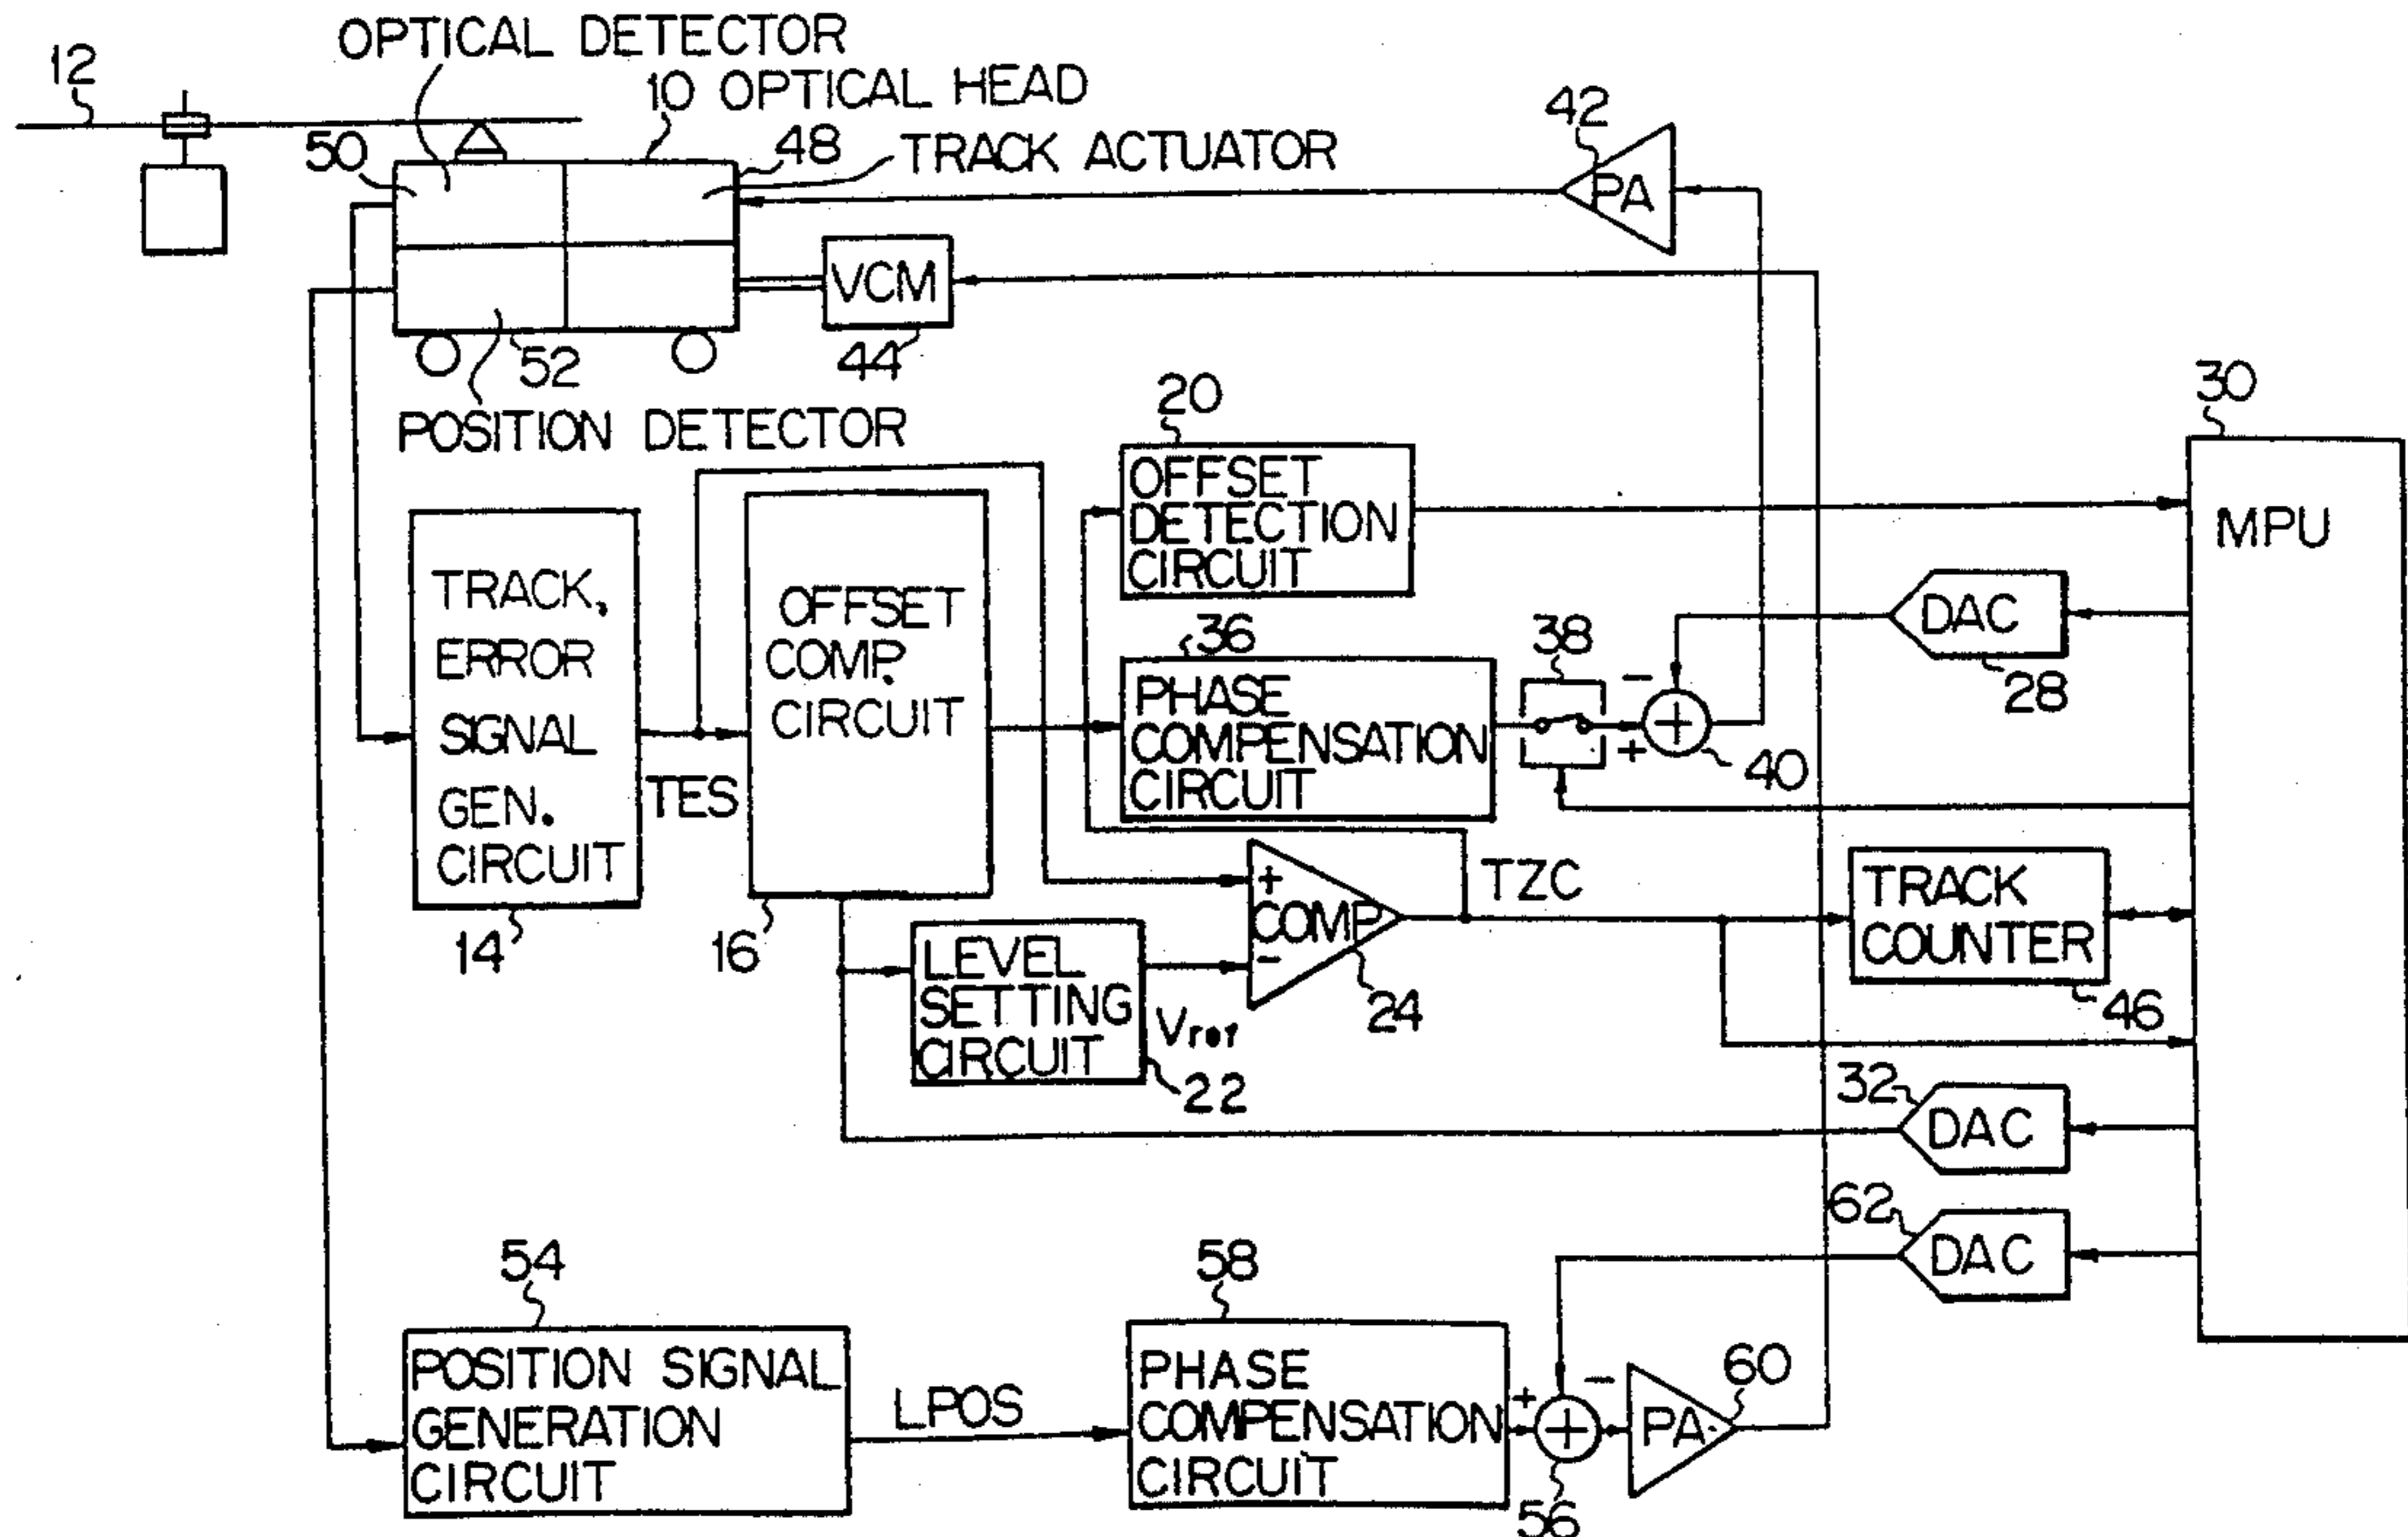 OPTICAL DETECTOR
12
10 OPTICAL HEAD
42
50
48
TRACK ACTUATOR
PA
VCM
52
44
POSITION DETECTOR
20
30
OFFSET
DETECTION
CIRCUIT
MPU
TRACK,
ERROR
SIGNAL
GEN.
CIRCUIT
TES
14
OFFSET
COMP.
CIRCUIT
16
36
38
PHASE
COMPENSATION
CIRCUIT
-
+
40
DAC
28
+
COMP
-
24
TZC
TRACK
COUNTER
46
LEVEL
SETTING
CIRCUIT
Vref
22
32
DAC
62
DAC
54
POSITION SIGNAL
GENERATION
CIRCUIT
LPOS
58
PHASE
COMPENSATION
CIRCUIT
+
-
56
60
PA